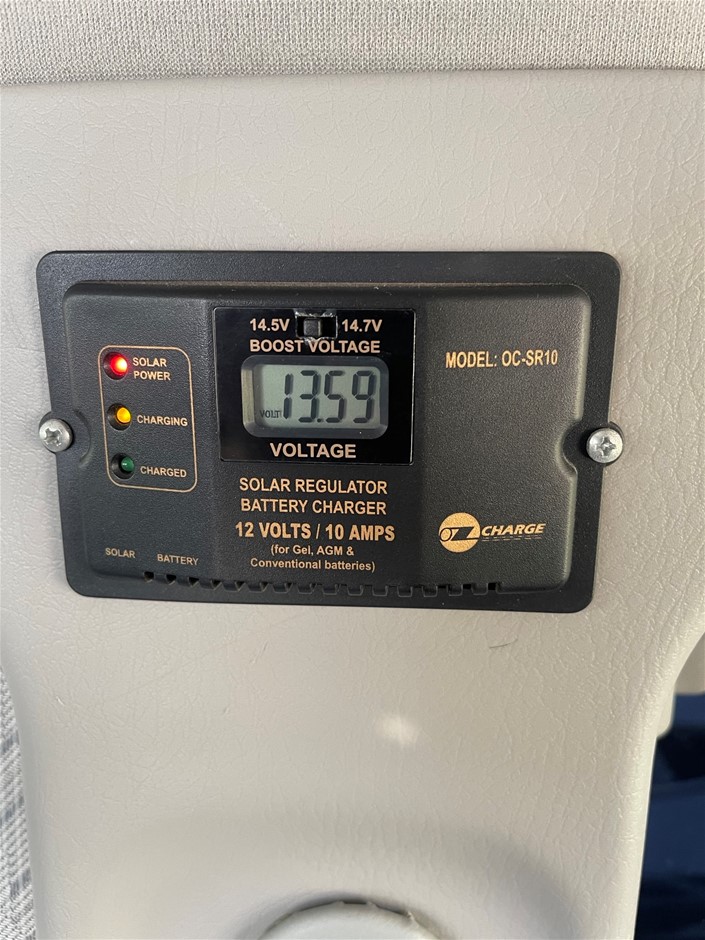 14.5V 14.7V
BOOST VOLTAGE
VOLT 13.59
VOLTAGE
SOLAR
POWER
CHARGING
CHARGED
MODEL: OC-SR10
SOLAR REGULATOR
BATTERY CHARGER
12 VOLTS / 10 AMPS
(for Gel, AGM &
Conventional batteries)
SOLAR BATTERY
OZ CHARGE